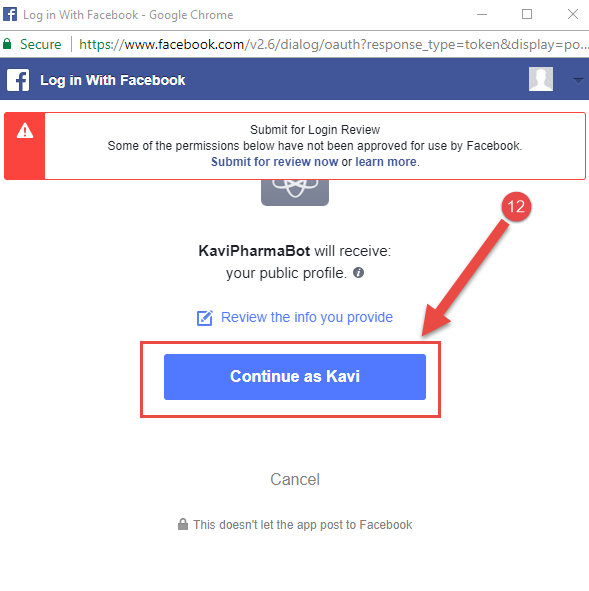 Log in With Facebook - Google Chrome
Secure https://www.facebook.com/v2.6/dialog/oauth?response_type=token&display=po...
Log in With Facebook
Submit for Login Review
Some of the permissions below have not been approved for use by Facebook.
Submit for review now or learn more.
12
KaviPharmaBot will receive:
your public profile.
Review the info you provide
Continue as Kavi
Cancel
This doesn't let the app post to Facebook